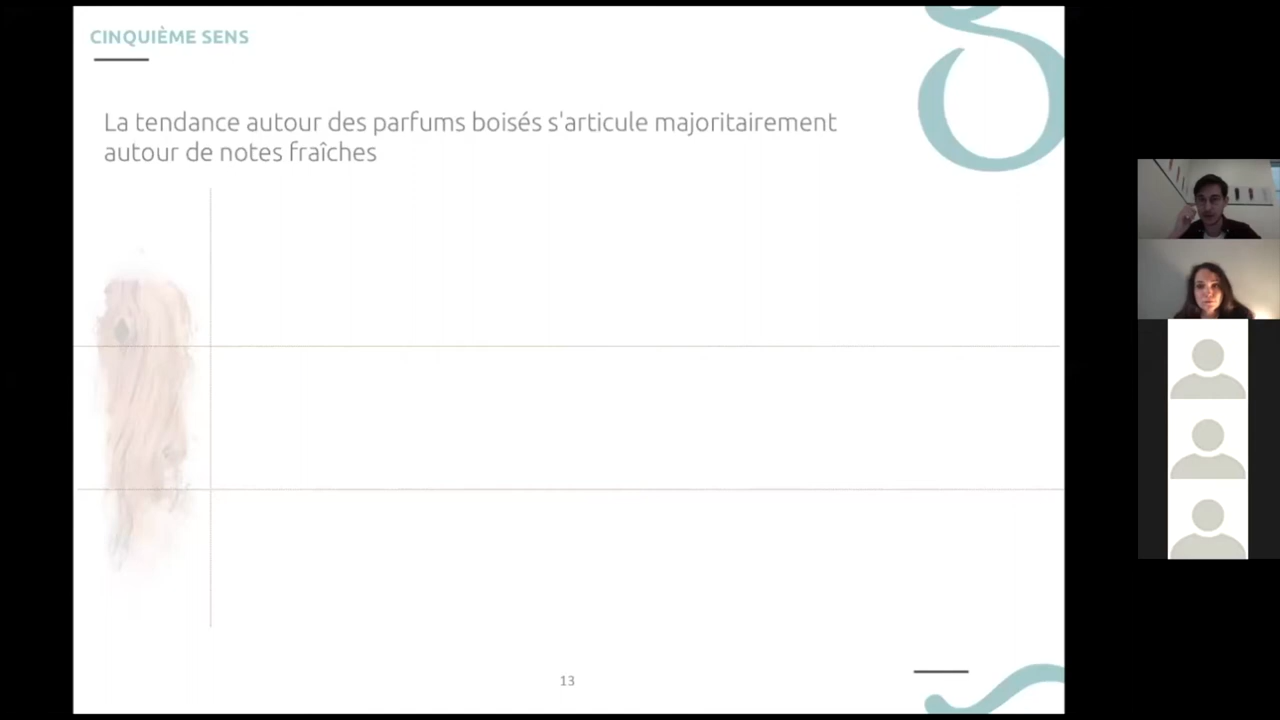 CINQUIÈME SENS
La tendance autour des parfums boisés s'articule majoritairement
autour de notes fraîches
13